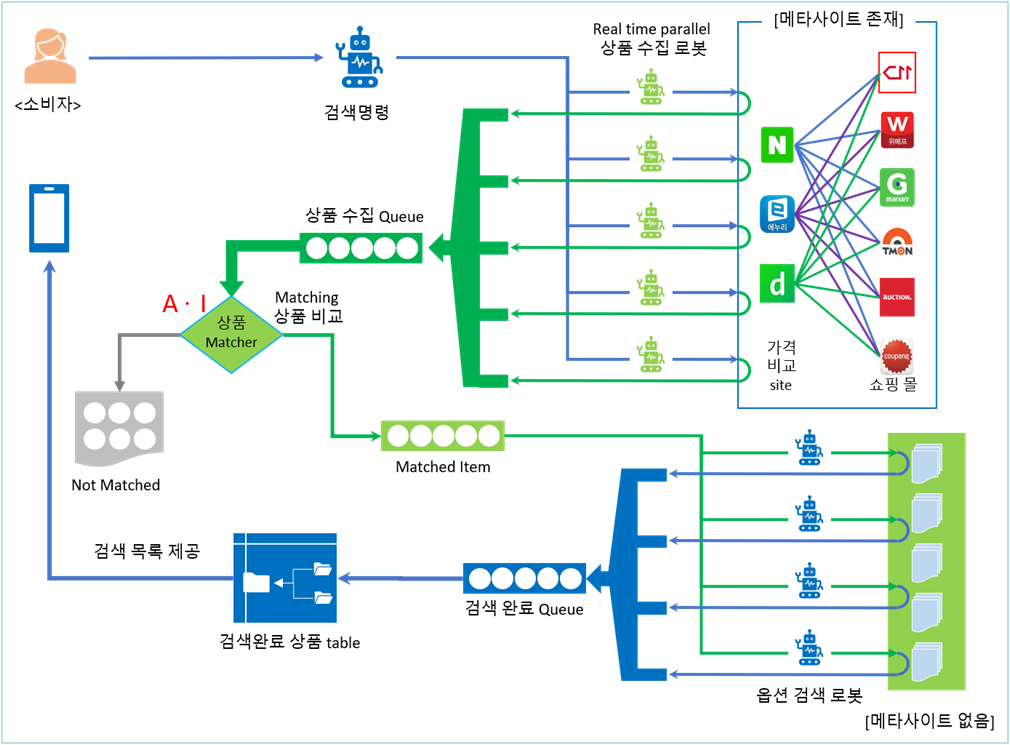 [메타사이트 존재]
Real time parallel
상품 수집 로봇
<소비자>
검색명령
11
W
위메프
N
G
market
에누리
TMON
d
AUCTION.
coupang
가격
비교
site
쇼핑 몰
상품 수집 Queue
A · I
Matching
상품 비교
상품
Matcher
Not Matched
Matched Item
검색 목록 제공
검색 완료 Queue
검색완료 상품 table
옵션 검색 로봇
[메타사이트 없음]